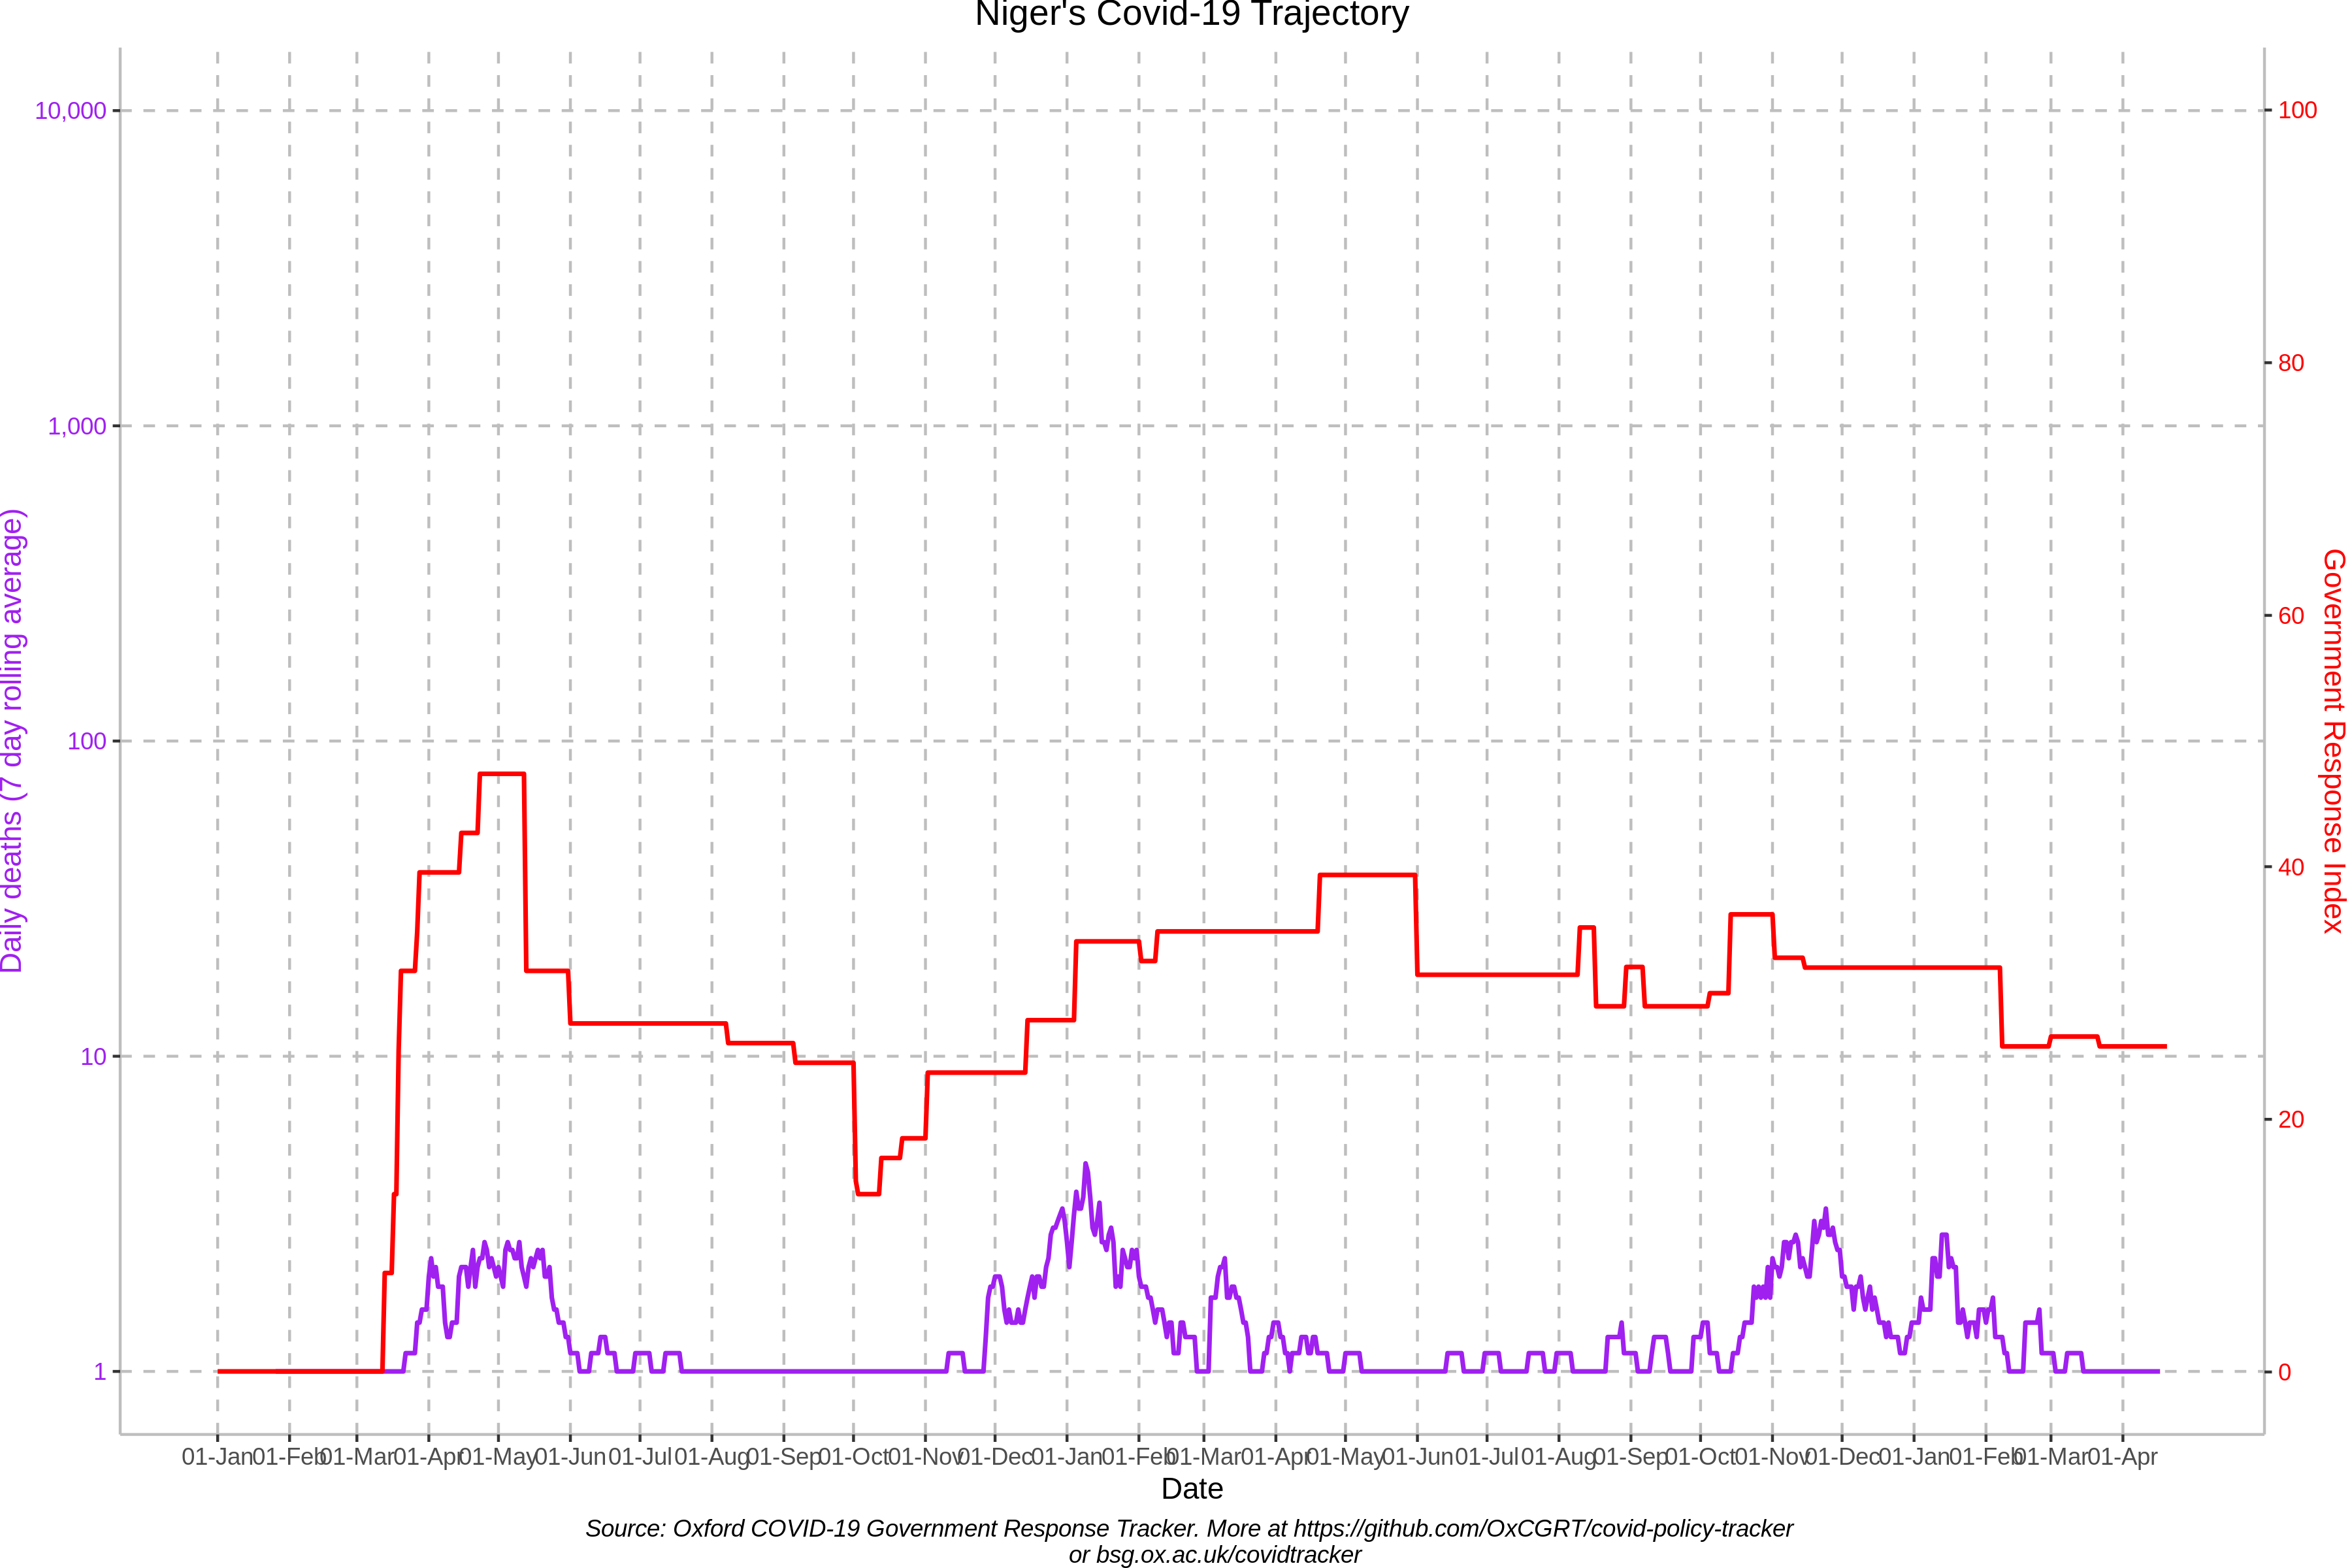 Niger's Covid-19 Trajectory
10,000
1,000
100
10
1
Daily deaths (7 day rolling average)
100
80
60
40
20
0
Government Response Index
01-Jan 01-Feb 01-Mar 01-Apr 01-May 01-Jun 01-Jul 01-Aug 01-Sep 01-Oct 01-Nov 01-Dec 01-Jan 01-Feb 01-Mar 01-Apr 01-May 01-Jun 01-Jul 01-Aug 01-Sep 01-Oct 01-Nov 01-Dec 01-Jan 01-Feb 01-Mar 01-Apr
Date
Source: Oxford COVID-19 Government Response Tracker. More at https://github.com/OxCGRT/covid-policy-tracker
or bsg.ox.ac.uk/covidtracker